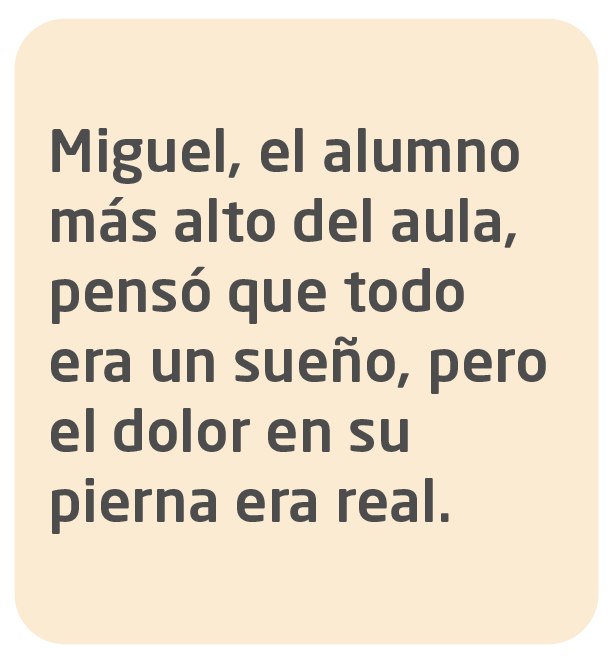 Miguel, el alumno
más alto del aula,
pensó que todo
era un sueño, pero
el dolor en su
pierna era real.